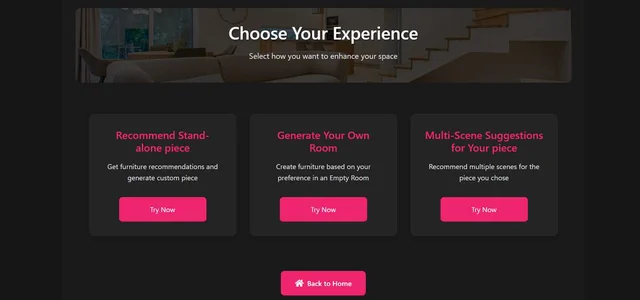 Choose Your Experience
Select how you want to enhance your space
Recommend Stand-
alone piece
Get furniture recommendations and
generate custom piece
Try Now
Generate Your Own
Room
Create furniture based on your
preference in an Empty Room
Try Now
Multi-Scene Suggestions
for Your piece
Recommend multiple scenes for the
piece you chose
Try Now
Back to Home